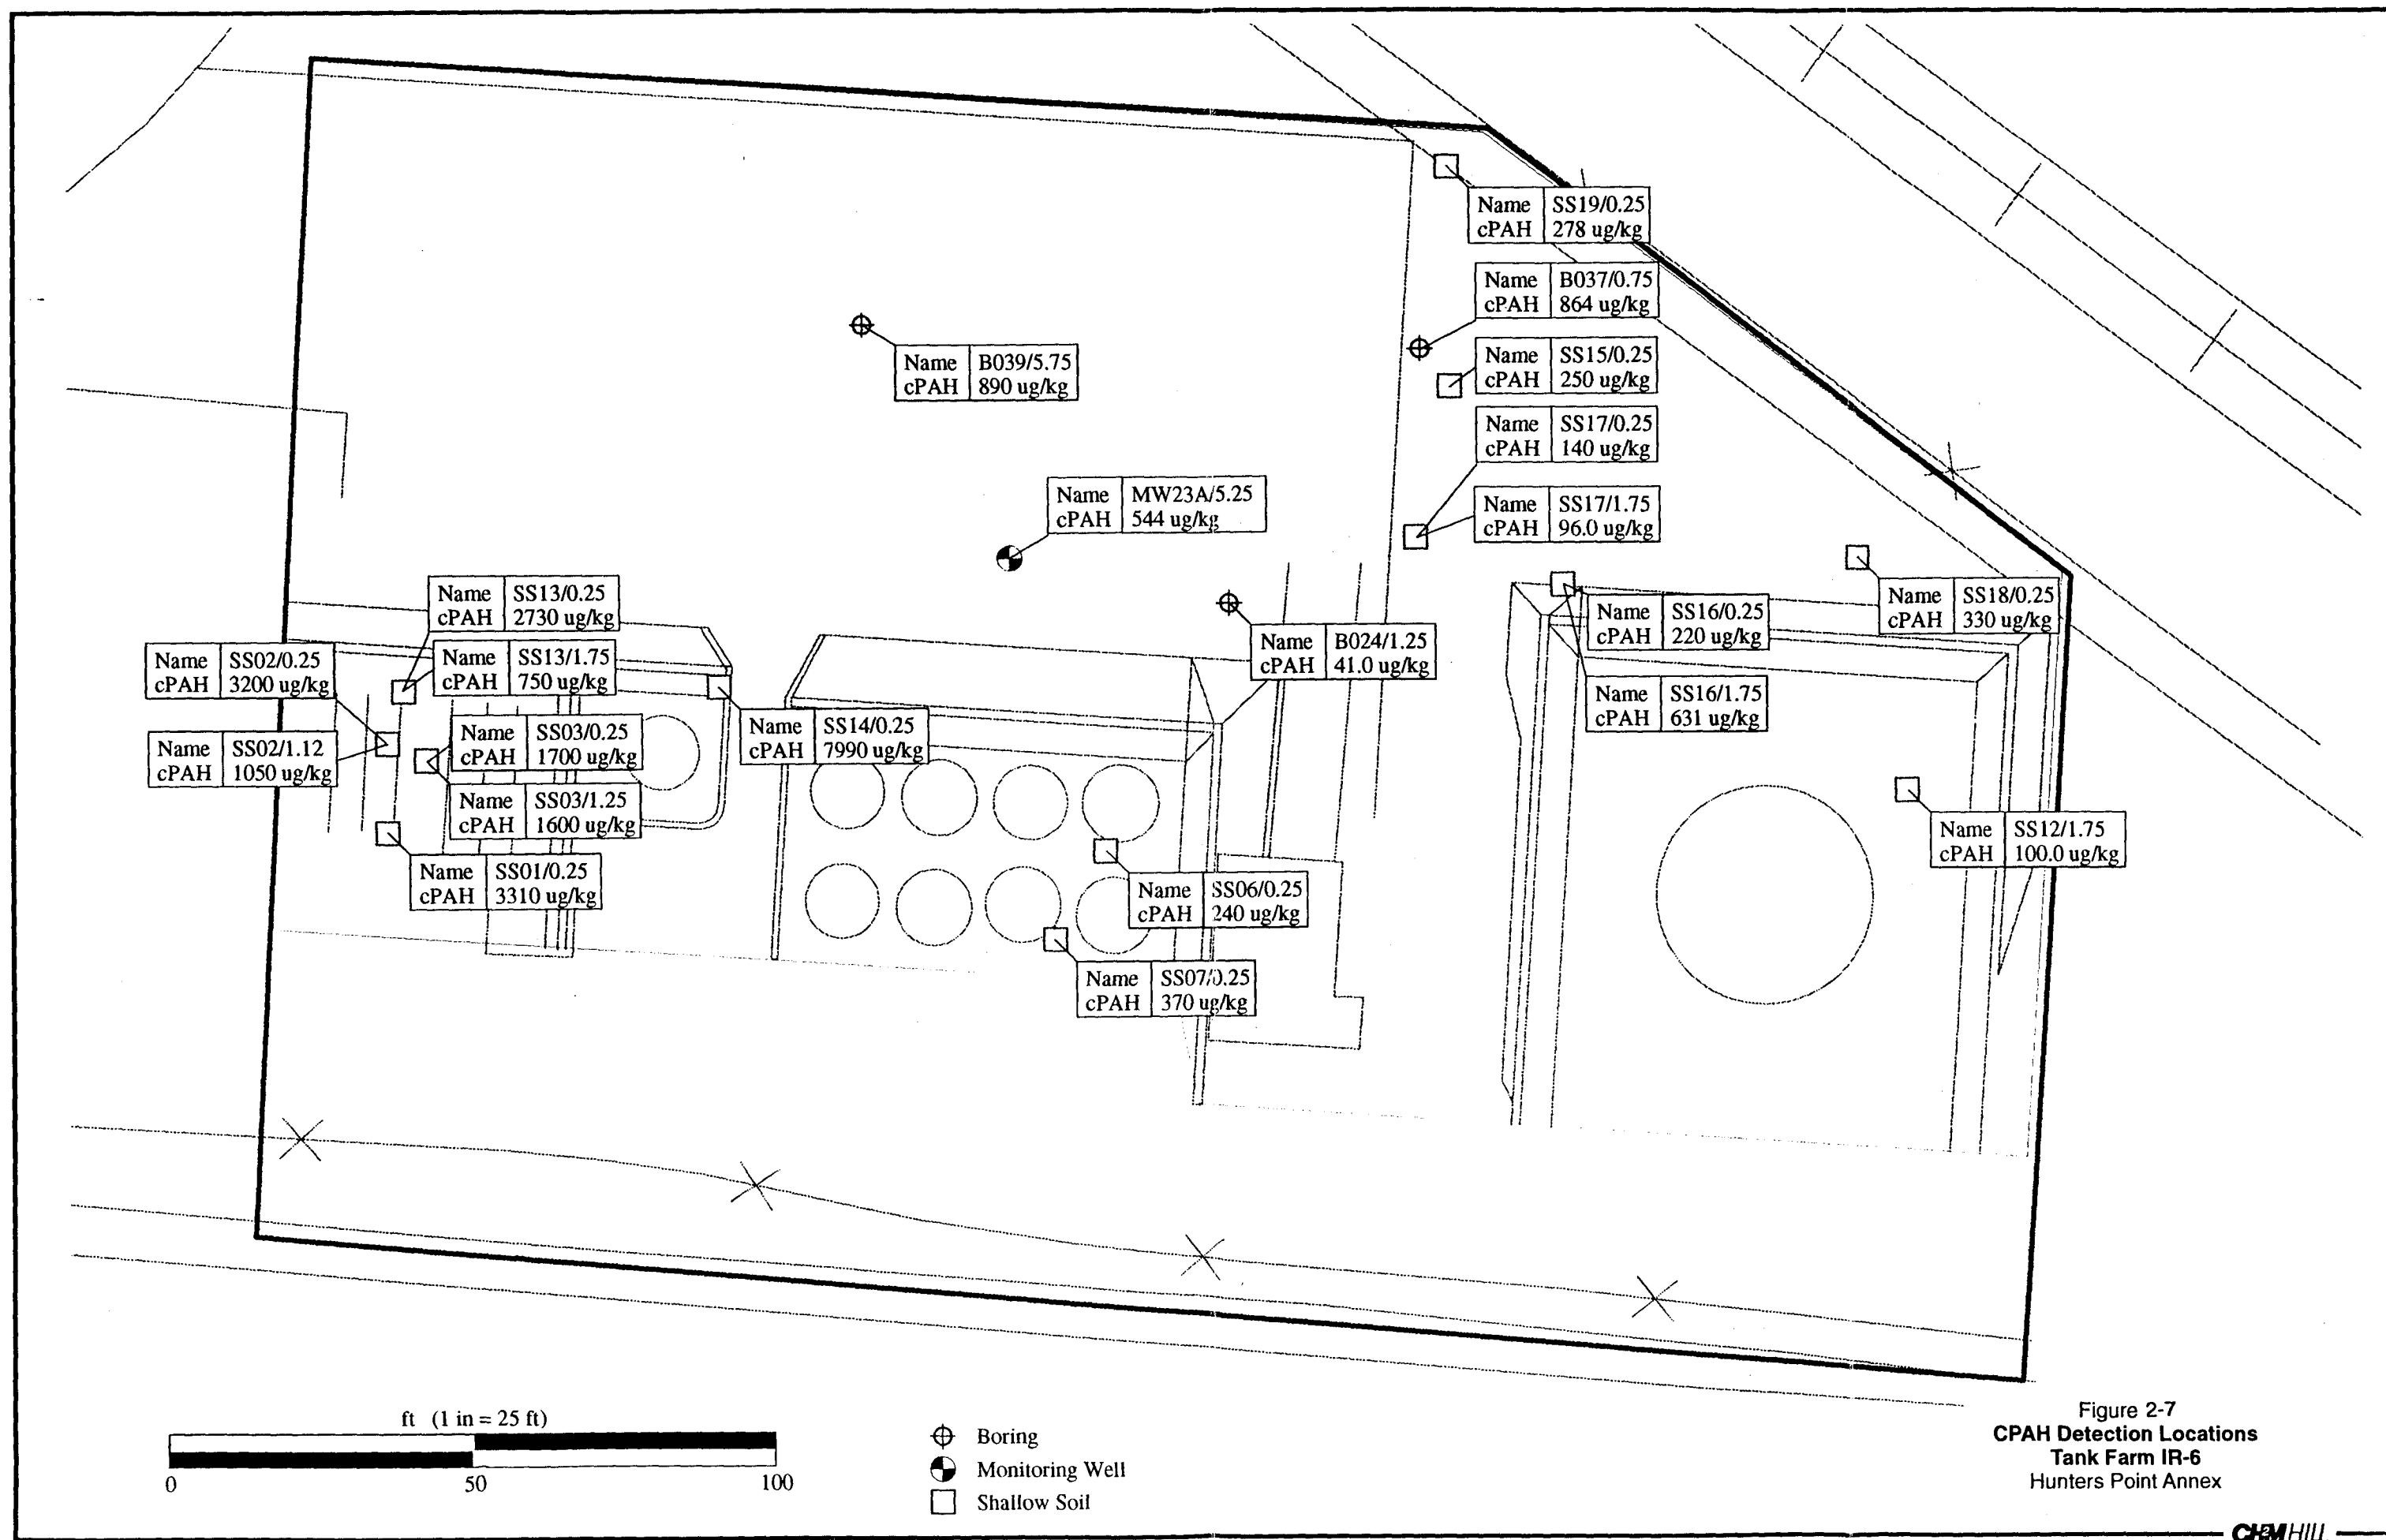 Name SS19/0.25
cPAH 278 ug/kg
Name B037/0.75
cPAH 864 ug/kg
Name B039/5.75
cPAH 890 ug/kg
Name SS15/0.25
cPAH 250 ug/kg
Name SS17/0.25
cPAH 140 ug/kg
Name MW23A/5.25
cPAH 544 ug/kg
Name SS17/1.75
cPAH 96.0 ug/kg
Name SS13/0.25
cPAH 2730 ug/kg
Name SS18/0.25
cPAH 330 ug/kg
Name SS16/0.25
cPAH 220 ug/kg
Name B024/1.25
cPAH 41.0 ug/kg
Name SS02/0.25
cPAH 3200 ug/kg
Name SS13/1.75
cPAH 750 ug/kg
Name SS16/1.75
cPAH 631 ug/kg
Name SS14/0.25
cPAH 7990 ug/kg
Name SS03/0.25
cPAH 1700 ug/kg
Name SS02/1.12
cPAH 1050 ug/kg
Name SS03/1.25
cPAH 1600 ug/kg
Name SS12/1.75
cPAH 100.0 ug/kg
Name SS01/0.25
cPAH 3310 ug/kg
Name SS06/0.25
cPAH 240 ug/kg
Name SS07/0.25
cPAH 370 ug/kg
ft (1 in = 25 ft)
0 50 100
Boring
Monitoring Well
Shallow Soil
Figure 2-7
CPAH Detection Locations
Tank Farm IR-6
Hunters Point Annex
CH2M HILL